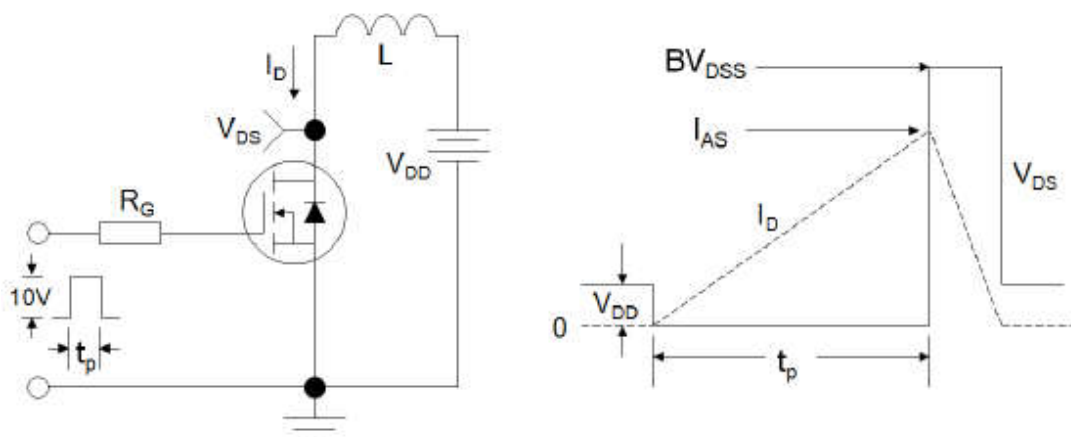 L
I_D
V_DS
V_DD
R_G
10V
t_p
BV_DSS
I_AS
V_DS
I_D
V_DD
0
t_p